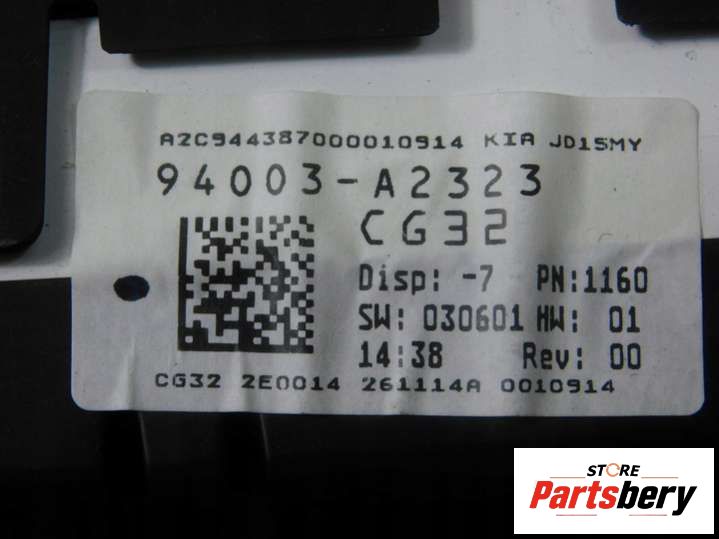 A2C94438700010914 KIA JD15MY
94003-A2323
CG32
Disp: -7 PN:1160
SW: 030601 HW: 01
14:38 Rev: 00
CG32 2E0014 261114A 0010914
STORE
Partsbery